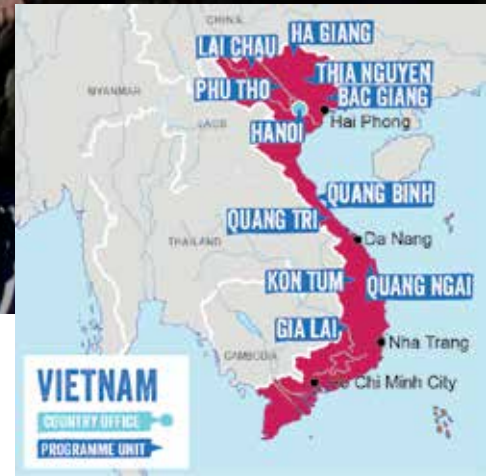 CHINA
HA GIANG
LAI CHAU
THIA NGUYEN
MYANMAR
PHU THO
BAC GIANG
Hai Phong
LAOS
HANOI
QUANG BINH
QUANG TRI
THAILAND
Da Nang
KON TUM
QUANG NGAI
GIA LAI
Nha Trang
CAMBODIA
Chi Minh City
VIETNAM
COUNTRY OFFICE
PROGRAMME UNIT